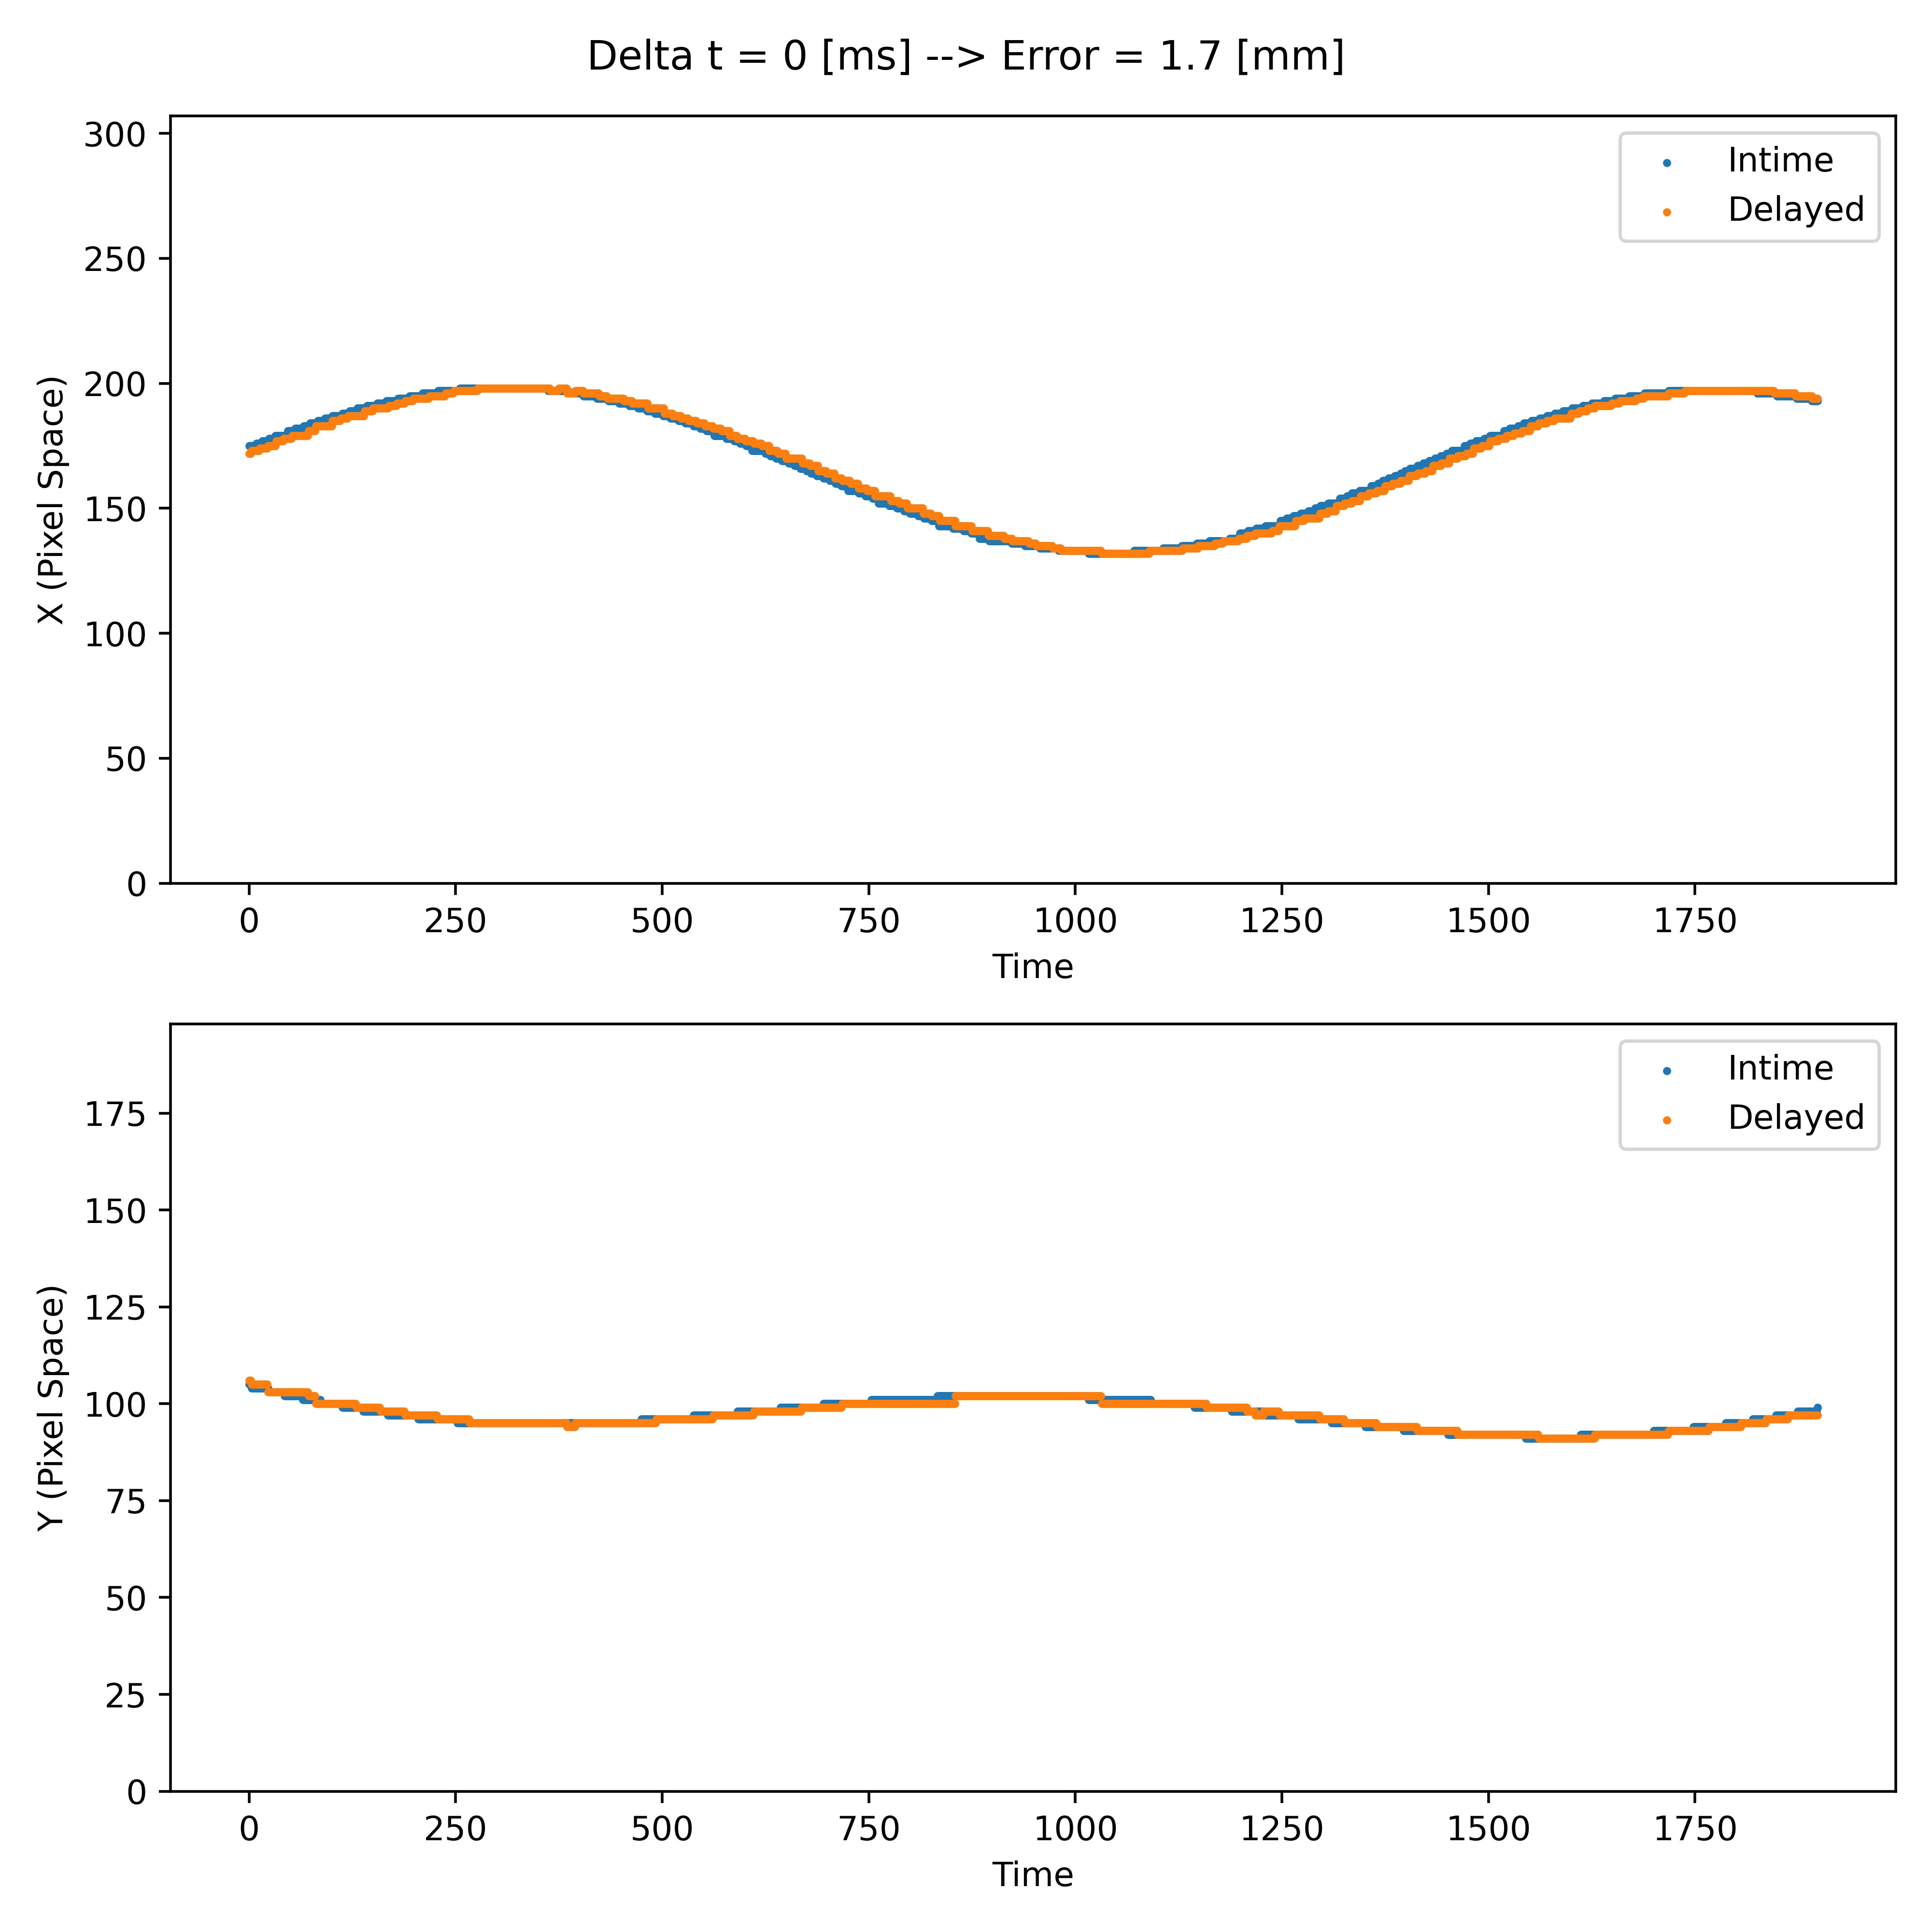 Delta t = 0 [ms] --> Error = 1.7 [mm]
300
250
200
150
100
50
0
X (Pixel Space)
Intime
Delayed
0 250 500 750 1000 1250 1500 1750
Time
175
150
125
100
75
50
25
0
Y (Pixel Space)
Intime
Delayed
0 250 500 750 1000 1250 1500 1750
Time